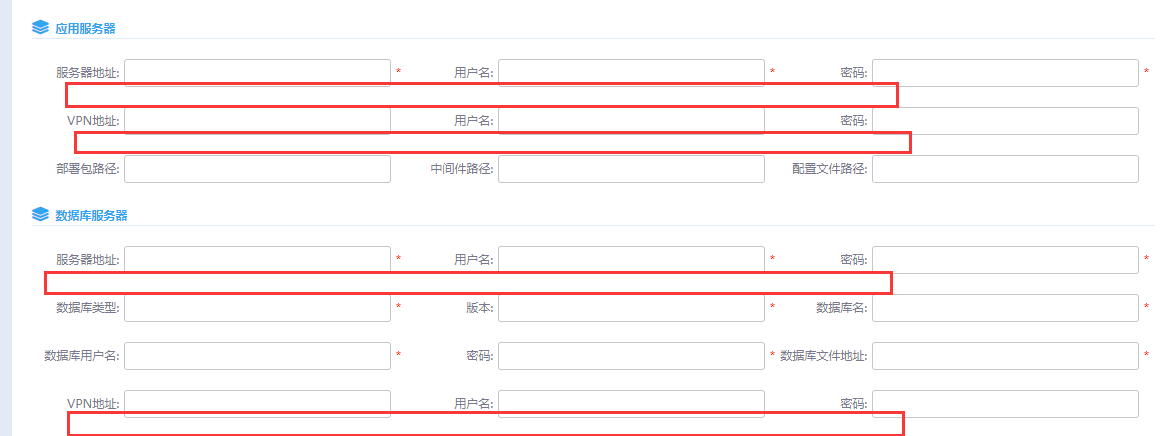 应用服务器
服务器地址: * 用户名: * 密码: *
VPN地址: 用户名: 密码:
部署包路径: 中间件路径: 配置文件路径:
数据库服务器
服务器地址: * 用户名: * 密码: *
数据库类型: * 版本: * 数据库名: *
数据库用户名: * 密码: * 数据库文件地址: *
VPN地址: 用户名: 密码: